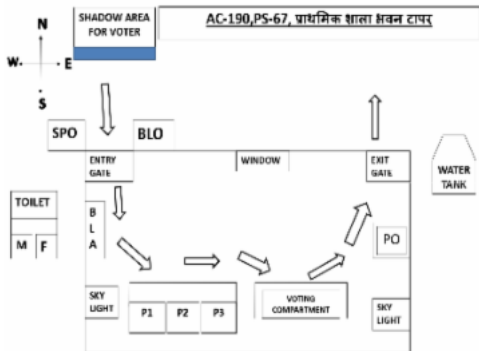 N
W E
S
SHADOW AREA
FOR VOTER
AC-190,PS-67, प्राथमिक शाला भवन टापर
SPO
BLO
ENTRY
GATE
WINDOW
EXIT
GATE
WATER
TANK
TOILET
M F
B
L
A
PO
SKY
LIGHT
P1 P2 P3
VOTING
COMPARTMENT
SKY
LIGHT